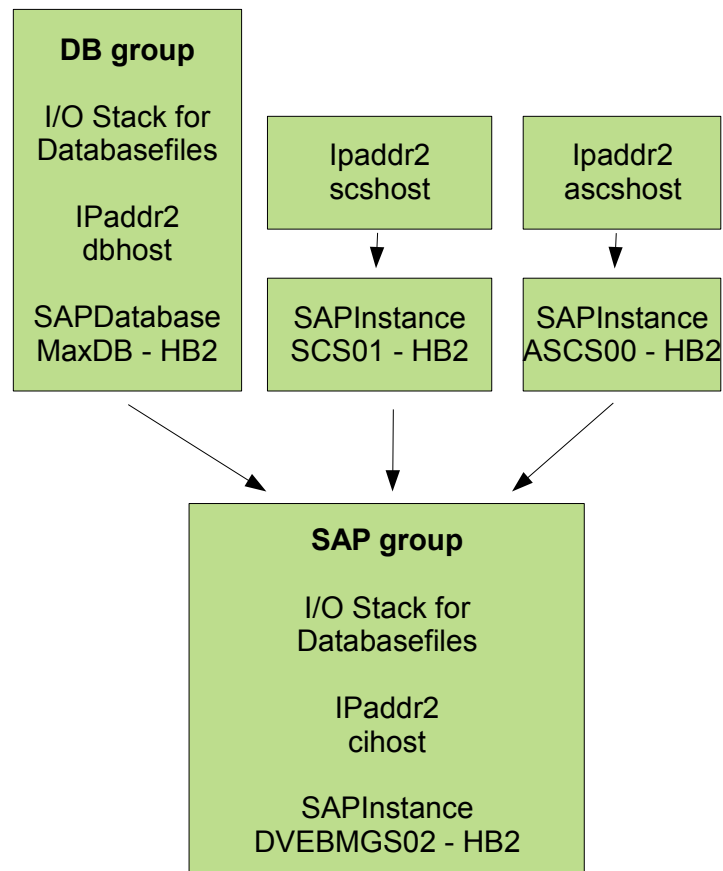 DB group
I/O Stack for
Databasefiles
IPaddr2
dbhost
SAPDatabase
MaxDB - HB2
Ipaddr2
scshost
SAPInstance
SCS01 - HB2
Ipaddr2
ascshost
SAPInstance
ASCS00 - HB2
SAP group
I/O Stack for
Databasefiles
IPaddr2
cihost
SAPInstance
DVEBMGS02 - HB2